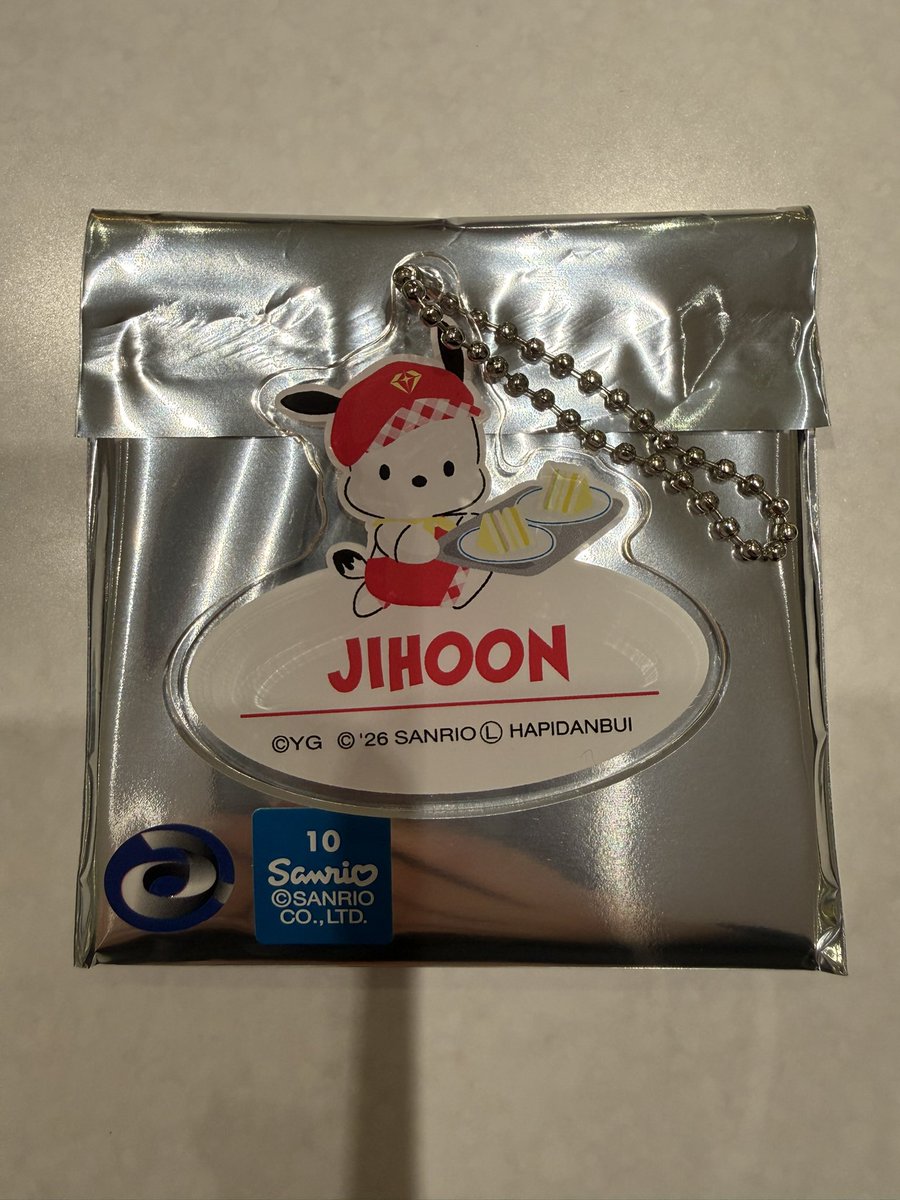 JIHOON
©YG © '26 SANRIO Ⓛ HAPIDANBUI
10
Sanrio
©SANRIO
CO.,LTD.